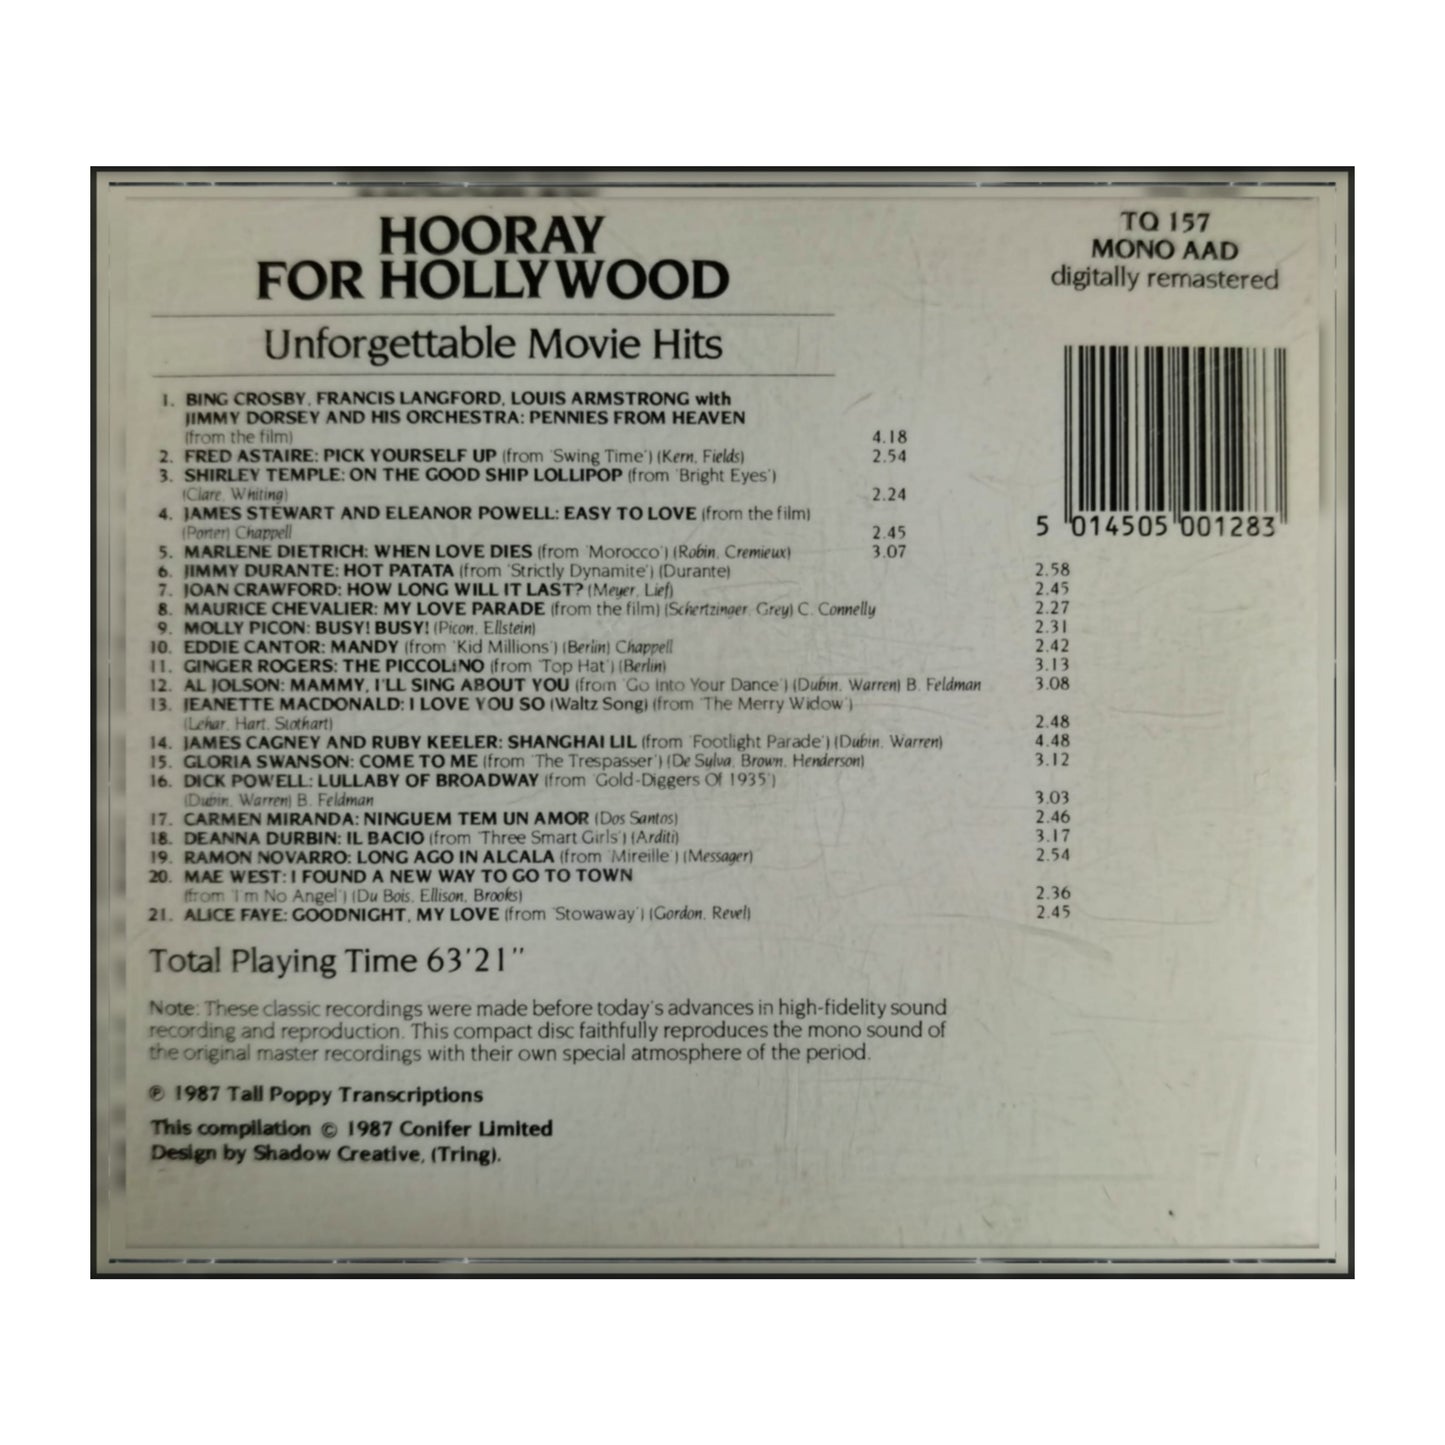 HOORAY
FOR HOLLYWOOD
Unforgettable Movie Hits
TQ 157
MONO AAD
digitally remastered
5 014505 001283
1. BING CROSBY, FRANCIS LANGFORD, LOUIS ARMSTRONG with
JIMMY DORSEY AND HIS ORCHESTRA: PENNIES FROM HEAVEN
(from the film) 4.18
2. FRED ASTAIRE: PICK YOURSELF UP (from 'Swing Time') (Kern, Fields) 2.54
3. SHIRLEY TEMPLE: ON THE GOOD SHIP LOLLIPOP (from 'Bright Eyes')
(Clare, Whiting) 2.24
4. JAMES STEWART AND ELEANOR POWELL: EASY TO LOVE (from the film)
(Porter) Chappell 2.45
5. MARLENE DIETRICH: WHEN LOVE DIES (from 'Morocco') (Robin, Cremieux) 3.07
6. JIMMY DURANTE: HOT PATATA (from 'Strictly Dynamite') (Durante) 2.58
7. JOAN CRAWFORD: HOW LONG WILL IT LAST? (Meyer, Lief) 2.45
8. MAURICE CHEVALIER: MY LOVE PARADE (from the film) (Schertzinger, Grey) C. Connelly 2.27
9. MOLLY PICON: BUSY! BUSY! (Picon, Ellstein) 2.31
10. EDDIE CANTOR: MANDY (from 'Kid Millions') (Berlin) Chappell 2.42
11. GINGER ROGERS: THE PICCOLINO (from 'Top Hat') (Berlin) 3.13
12. AL JOLSON: MAMMY, I'LL SING ABOUT YOU (from 'Go Into Your Dance') (Dubin, Warren) B. Feldman 3.08
13. JEANETTE MACDONALD: I LOVE YOU SO (Waltz Song) (from 'The Merry Widow')
(Lehar, Hart, Stothart) 2.48
14. JAMES CAGNEY AND RUBY KEELER: SHANGHAI LIL (from 'Footlight Parade') (Dubin, Warren) 4.48
15. GLORIA SWANSON: COME TO ME (from 'The Trespasser') (De Sylva, Brown, Henderson) 3.12
16. DICK POWELL: LULLABY OF BROADWAY (from 'Gold-Diggers Of 1935')
(Dubin, Warren) B. Feldman 3.03
17. CARMEN MIRANDA: NINGUEM TEM UN AMOR (Dos Santos) 2.46
18. DEANNA DURBIN: IL BACIO (from 'Three Smart Girls') (Arditi) 3.17
19. RAMON NOVARRO: LONG AGO IN ALCALA (from 'Mireille') (Messager) 2.54
20. MAE WEST: I FOUND A NEW WAY TO GO TO TOWN
(from 'I'm No Angel') (Du Bois, Ellison, Brooks) 2.36
21. ALICE FAYE: GOODNIGHT, MY LOVE (from 'Stowaway') (Gordon, Revel) 2.45
Total Playing Time 63'21"
Note: These classic recordings were made before today's advances in high-fidelity sound
recording and reproduction. This compact disc faithfully reproduces the mono sound of
the original master recordings with their own special atmosphere of the period.
℗ 1987 Tall Poppy Transcriptions
This compilation © 1987 Conifer Limited
Design by Shadow Creative, (Tring).